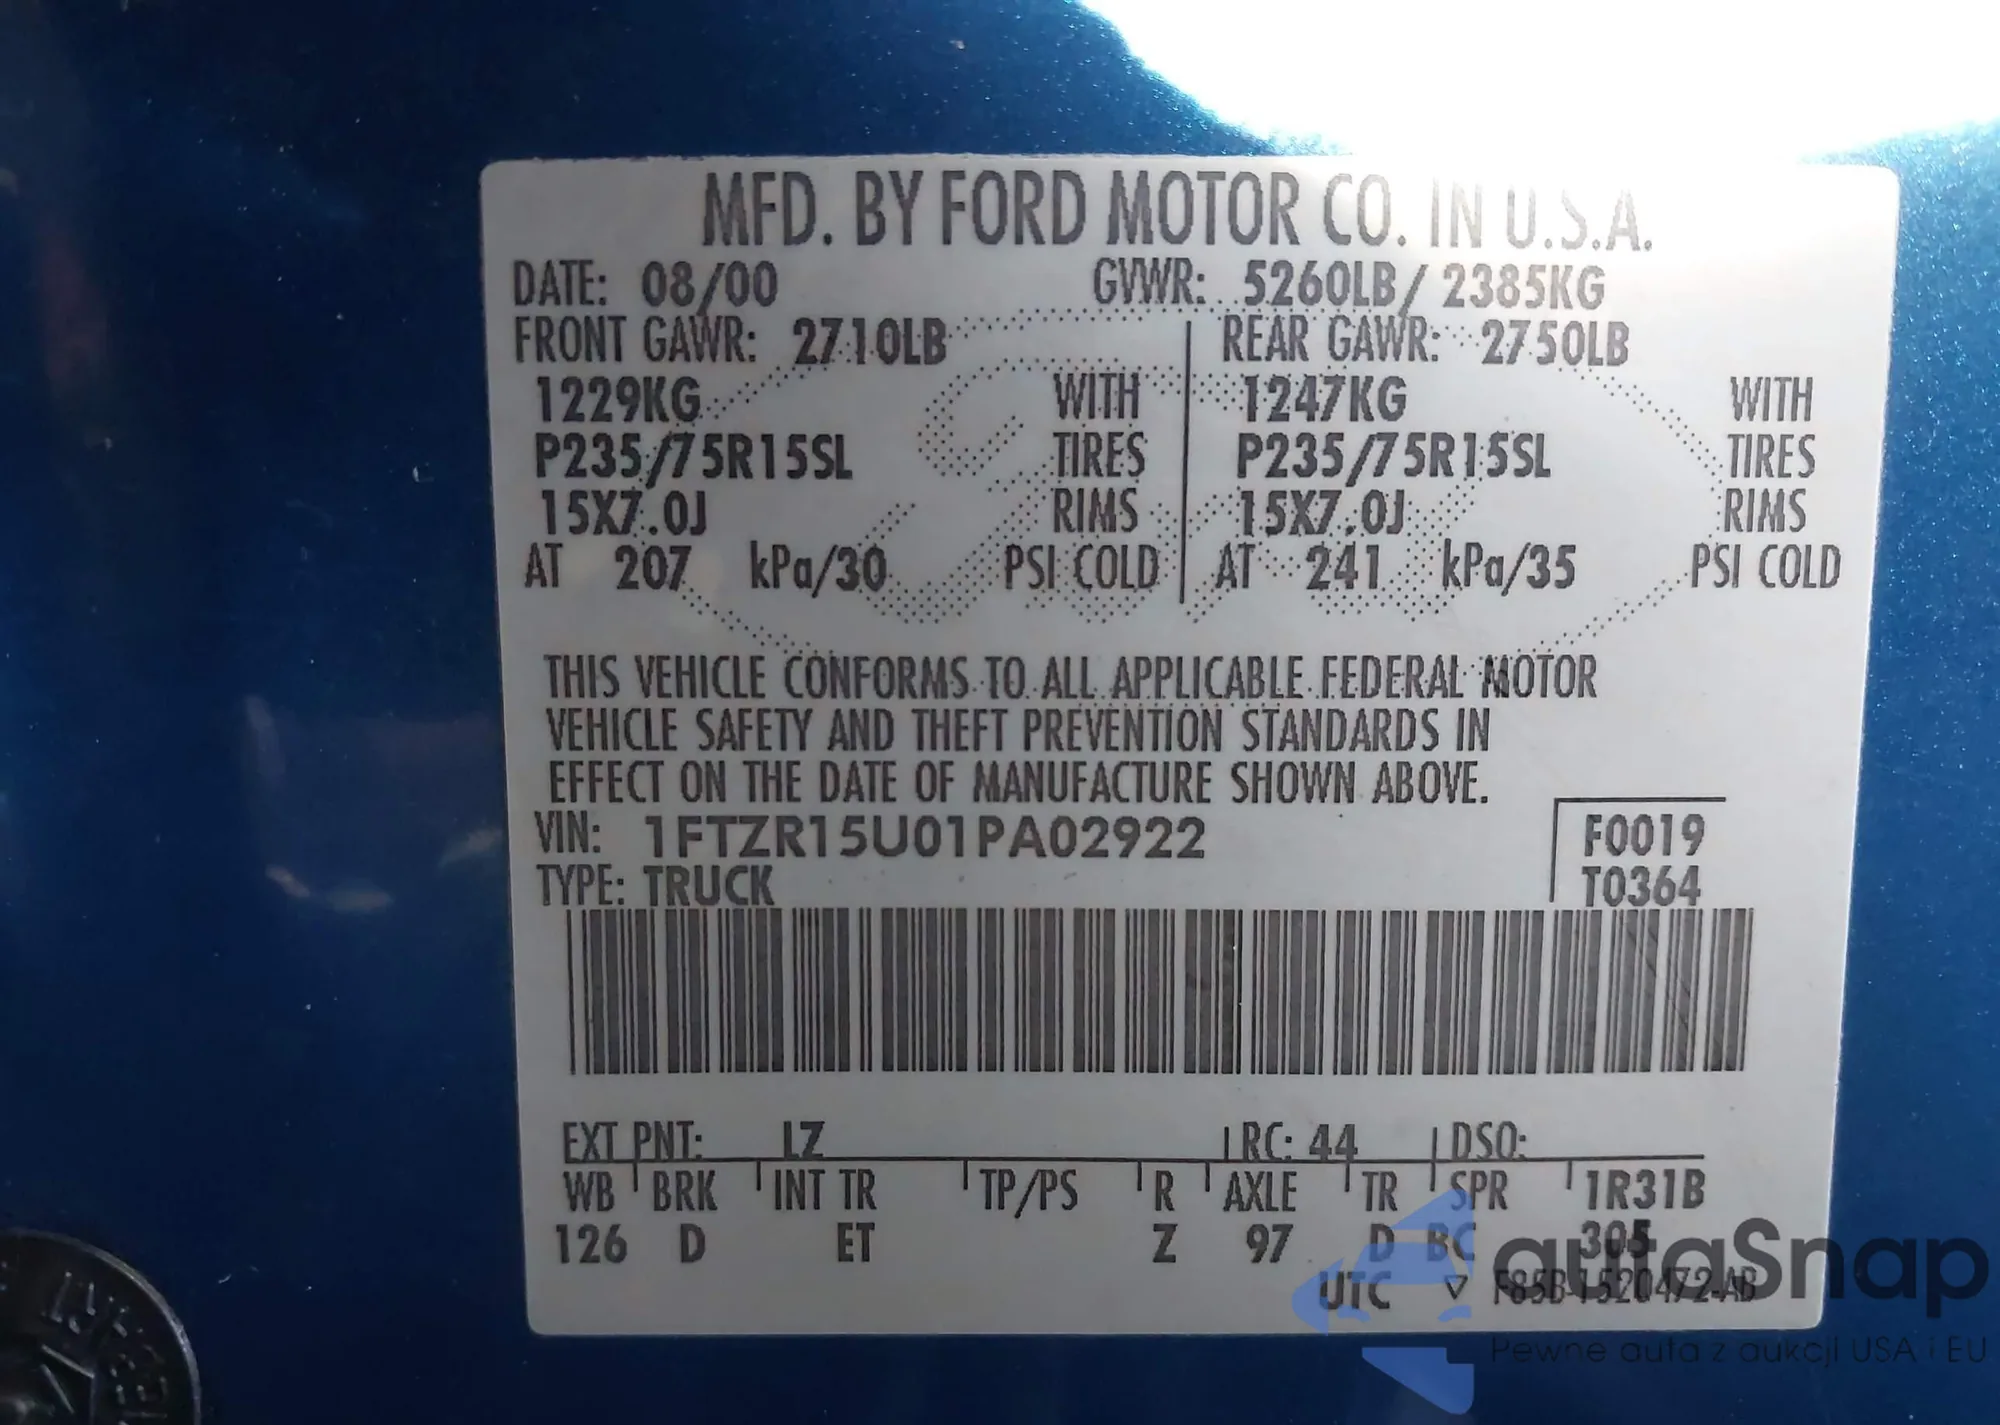 MFD. BY FORD MOTOR CO. IN U.S.A.
DATE: 08/00 GVWR: 5260LB/ 2385KG
FRONT GAWR: 2710LB REAR GAWR: 2750LB
1229KG WITH 1247KG WITH
P235/75R15SL TIRES P235/75R15SL TIRES
15X7.0J RIMS 15X7.0J RIMS
AT 207 kPa/30 PSI COLD AT 241 kPa/35 PSI COLD
THIS VEHICLE CONFORMS TO ALL APPLICABLE FEDERAL MOTOR
VEHICLE SAFETY AND THEFT PREVENTION STANDARDS IN
EFFECT ON THE DATE OF MANUFACTURE SHOWN ABOVE.
VIN: 1FTZR15U01PA02922 F0019
TYPE: TRUCK T0364
EXT PNT: LZ RC: 44 DSO:
WB BRK INT TR TP/PS R AXLE TR SPR 1R31B
126 D ET Z 97 D BC 305
UTC ▽ F85B-1520472-AB
autaSnap
Pewne auta z aukcji USA i EU